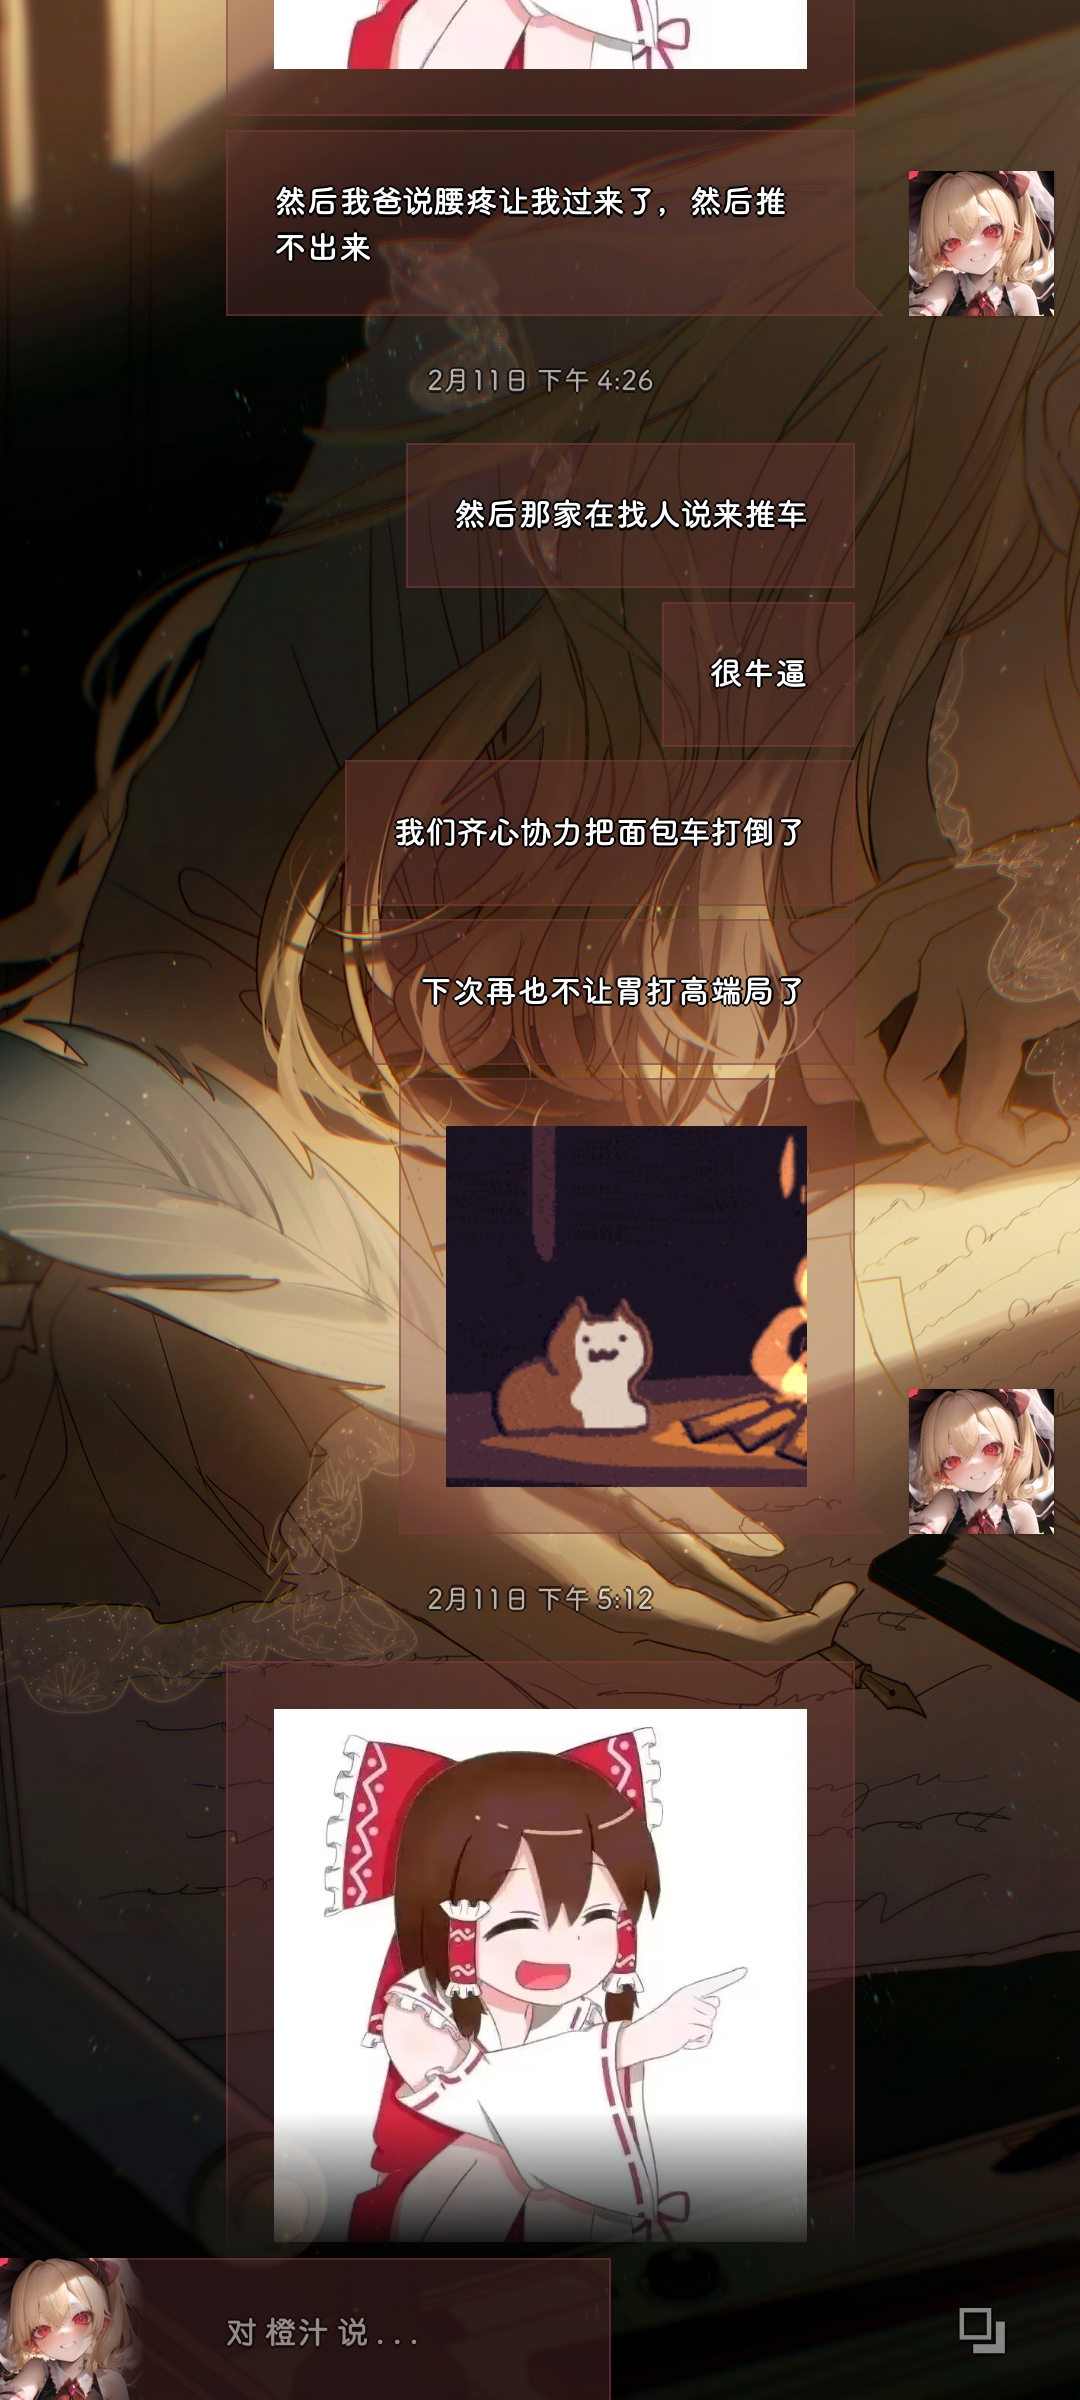 然后我爸说腰疼让我过来了，然后推
不出来
2月11日 下午 4:26
然后那家在找人说来推车
很牛逼
我们齐心协力把面包车打倒了
下次再也不让胃打高端局了
2月11日 下午 5:12
对 橙汁 说...